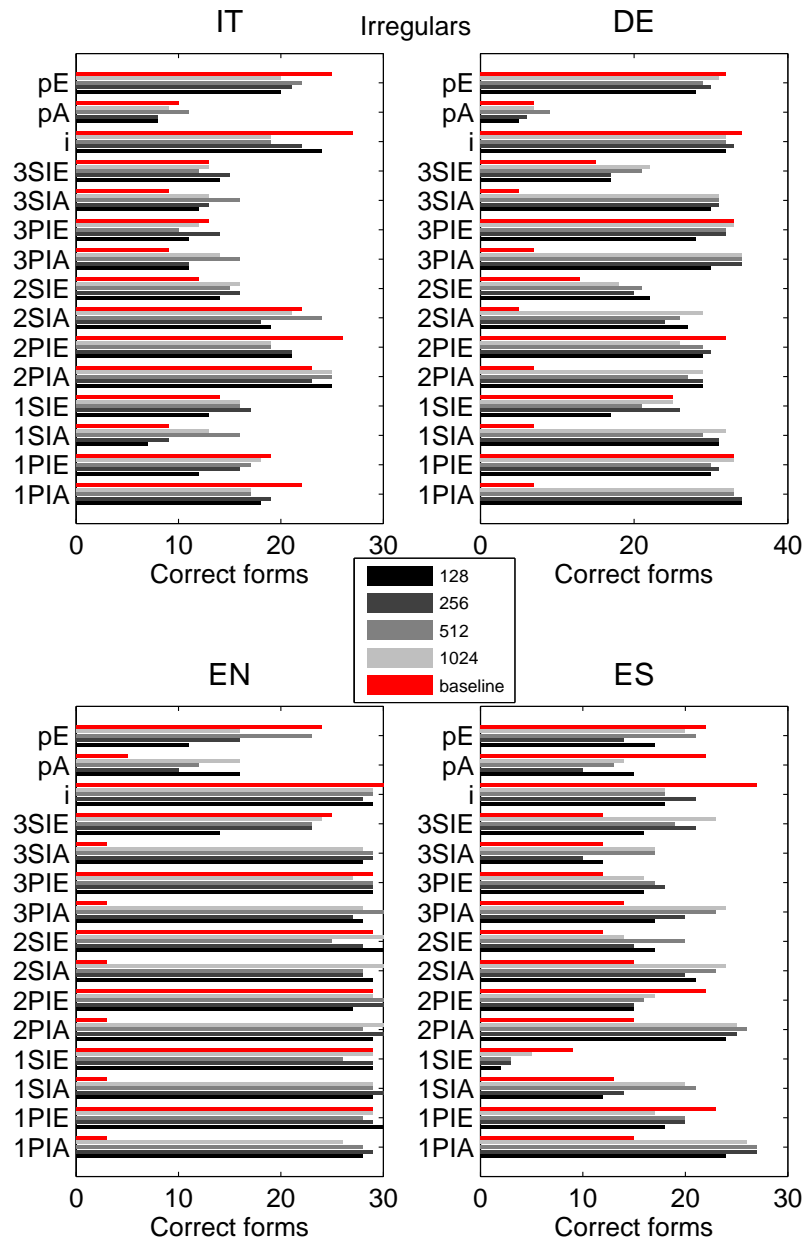 IT
Irregulars
DE
pE
pA
i
3SIE
3SIA
3PIE
3PIA
2SIE
2SIA
2PIE
2PIA
1SIE
1SIA
1PIE
1PIA
0 10 20 30
Correct forms
pE
pA
i
3SIE
3SIA
3PIE
3PIA
2SIE
2SIA
2PIE
2PIA
1SIE
1SIA
1PIE
1PIA
0 20 40
Correct forms
128
256
512
1024
baseline
EN
pE
pA
i
3SIE
3SIA
3PIE
3PIA
2SIE
2SIA
2PIE
2PIA
1SIE
1SIA
1PIE
1PIA
0 10 20 30
Correct forms
ES
pE
pA
i
3SIE
3SIA
3PIE
3PIA
2SIE
2SIA
2PIE
2PIA
1SIE
1SIA
1PIE
1PIA
0 10 20 30
Correct forms